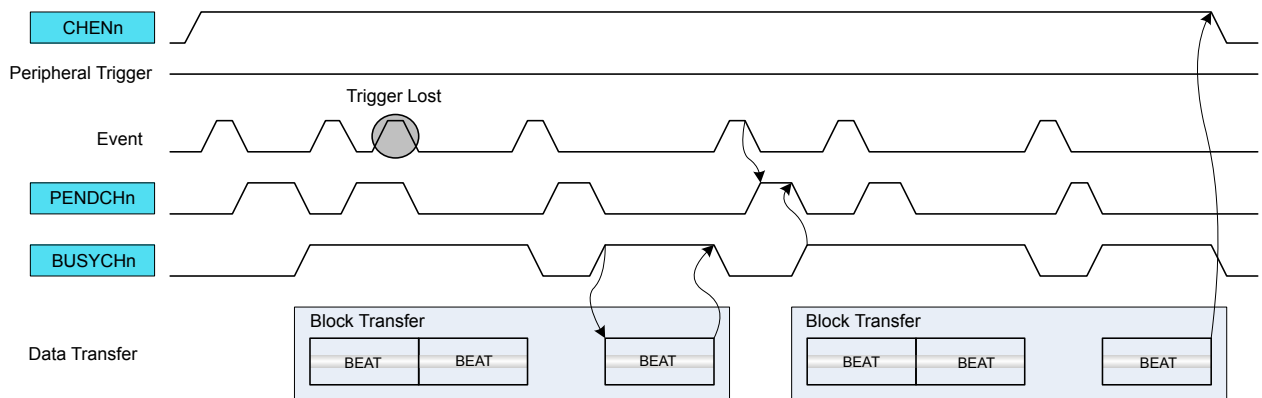 CHENn
Peripheral Trigger
Trigger Lost
Event
PENDCHn
BUSYCHn
Data Transfer
Block Transfer
BEAT
BEAT
BEAT
Block Transfer
BEAT
BEAT
BEAT